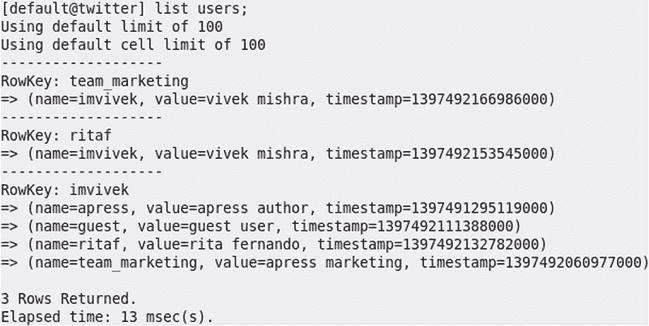 [default@twitter] list users;
Using default limit of 100
Using default cell limit of 100
-------------------
RowKey: team_marketing
=> (name=imvivek, value=vivek mishra, timestamp=1397492166986000)
-------------------
RowKey: ritaf
=> (name=imvivek, value=vivek mishra, timestamp=1397492153545000)
-------------------
RowKey: imvivek
=> (name=apress, value=apress author, timestamp=1397491295119000)
=> (name=guest, value=guest user, timestamp=1397492111388000)
=> (name=ritaf, value=rita fernando, timestamp=1397492132782000)
=> (name=team_marketing, value=apress marketing, timestamp=1397492060977000)
3 Rows Returned.
Elapsed time: 13 msec(s).